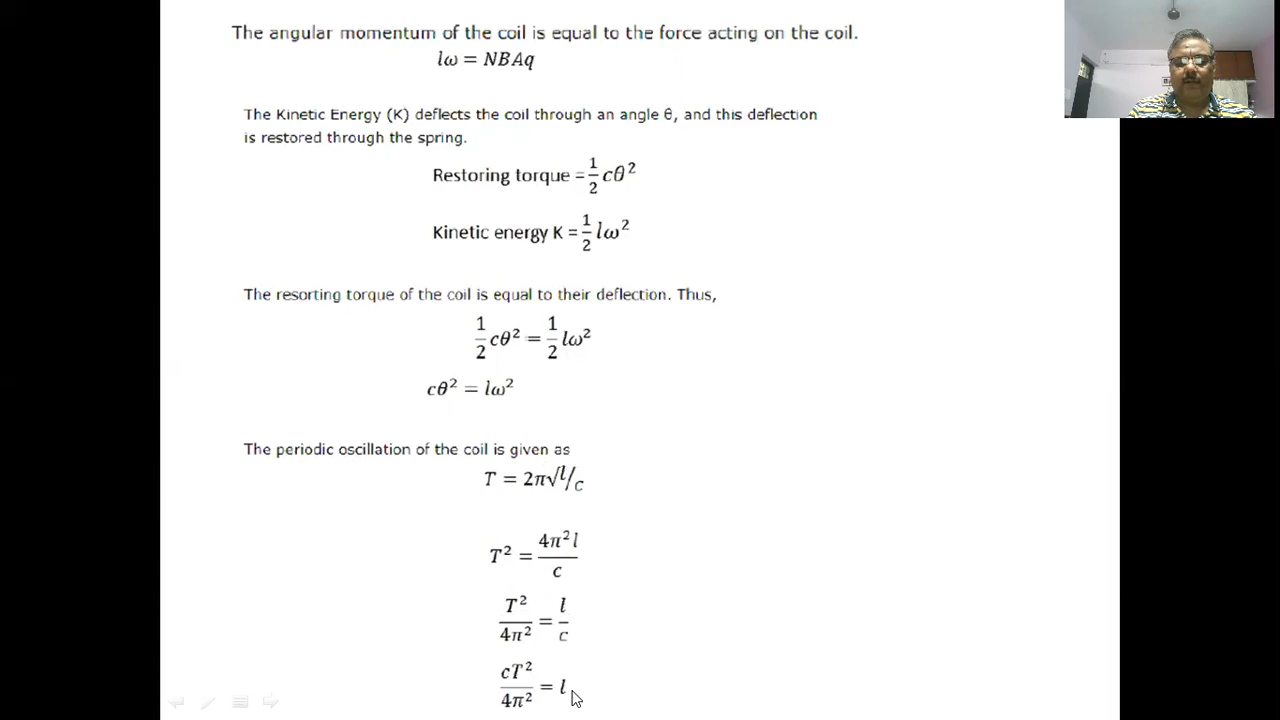 The angular momentum of the coil is equal to the force acting on the coil.
lω = NBAq
The Kinetic Energy (K) deflects the coil through an angle θ, and this deflection
is restored through the spring.
Restoring torque = 1/2 cθ²
Kinetic energy K = 1/2 lω²
The resorting torque of the coil is equal to their deflection. Thus,
1/2 cθ² = 1/2 lω²
cθ² = lω²
The periodic oscillation of the coil is given as
T = 2π√l/c
T² = 4π²l/c
T²/4π² = l/c
cT²/4π² = l